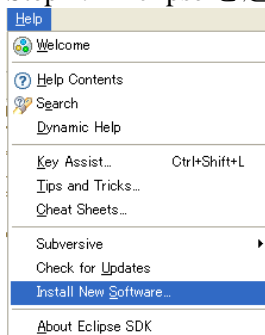 Help
Welcome
Help Contents
Search
Dynamic Help
Key Assist... Ctrl+Shift+L
Tips and Tricks...
Cheat Sheets...
Subversive
Check for Updates
Install New Software...
About Eclipse SDK